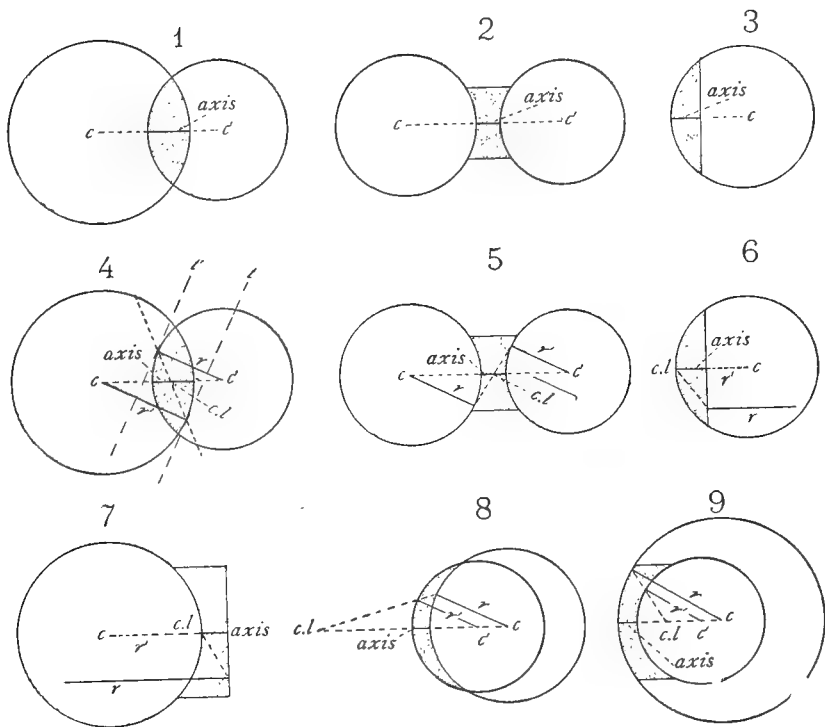 1 2 3
axis
c c'
axis
c c'
axis
c
4 5 6
l' l
axis r
c c'
r' c.l
axis r'
c c'
r c.l
axis
c.l r' c
r
7 8 9
c c.l axis
r'
r
r
r'
c.l axis c' c
r
r'
c.l c' c
axis